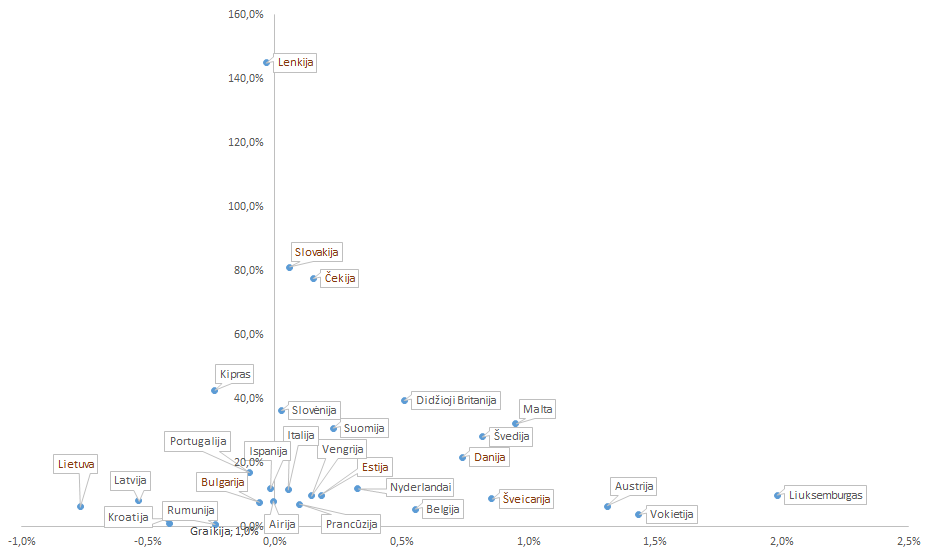 160,0%
Lenkija
140,0%
120,0%
100,0%
Slovakija
80,0%
Čekija
60,0%
Kipras
40,0%
Didžioji Britanija
Slovėnija
Malta
Suomija
Italija
Švedija
Portugalija
Ispanija
Vengrija
Danija
20,0%
Lietuva
Estija
Latvija
Bulgarija
Nyderlandai
Austrija
Šveicarija
Liuksemburgas
Kroatija
Rumunija
Airija
Prancūzija
Belgija
Vokietija
0,0%
Graikija; 1,0%
-1,0% -0,5% 0,0% 0,5% 1,0% 1,5% 2,0% 2,5%